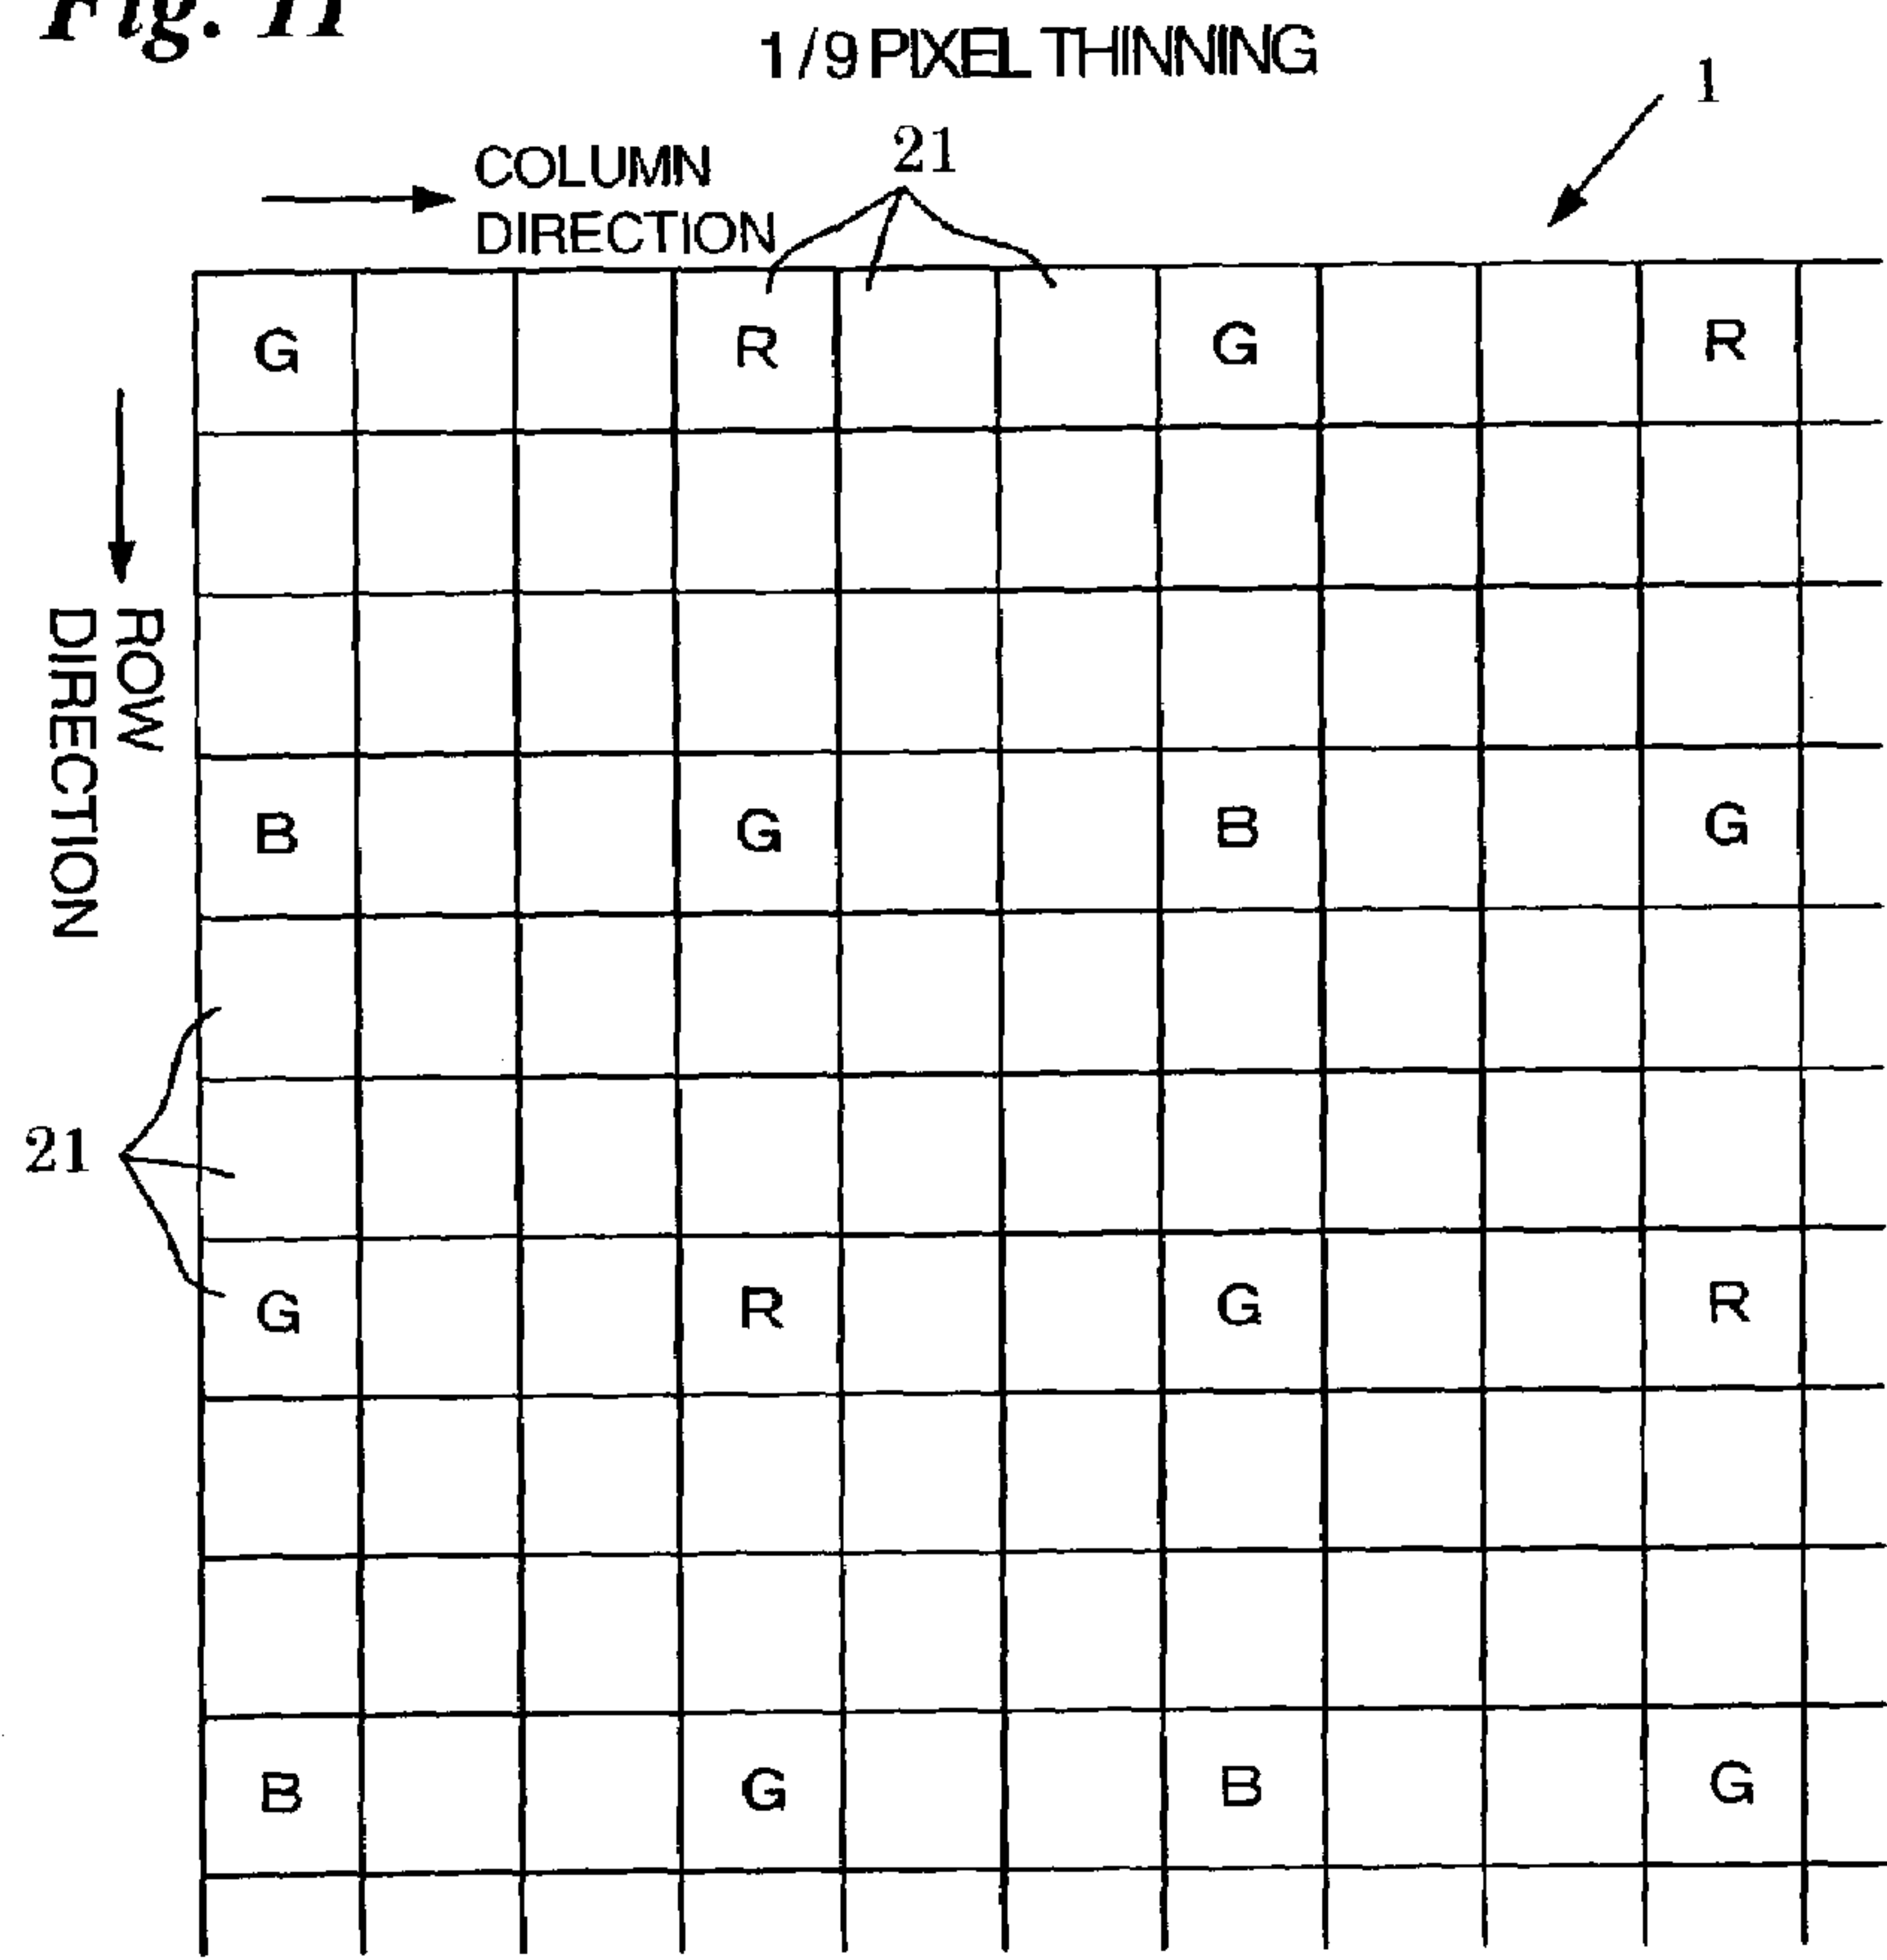 Fig. 11
1/9 PIXEL THINNING
1
21
COLUMN
DIRECTION
G R G R
ROW
DIRECTION
B G B G
21
G R G R
B G B G